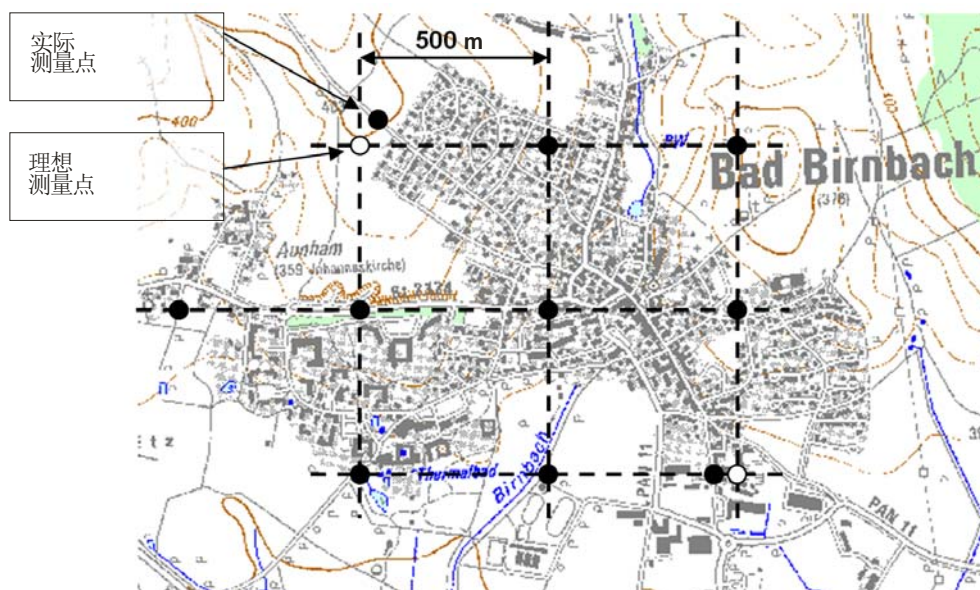 实际
测量点
理想
测量点
500 m
400
Bad Birnbach
(376)
Aunham
(359 Johanneskirche)
St 2324
Thermalbad
Birnbach
PAN 11
PAN 11